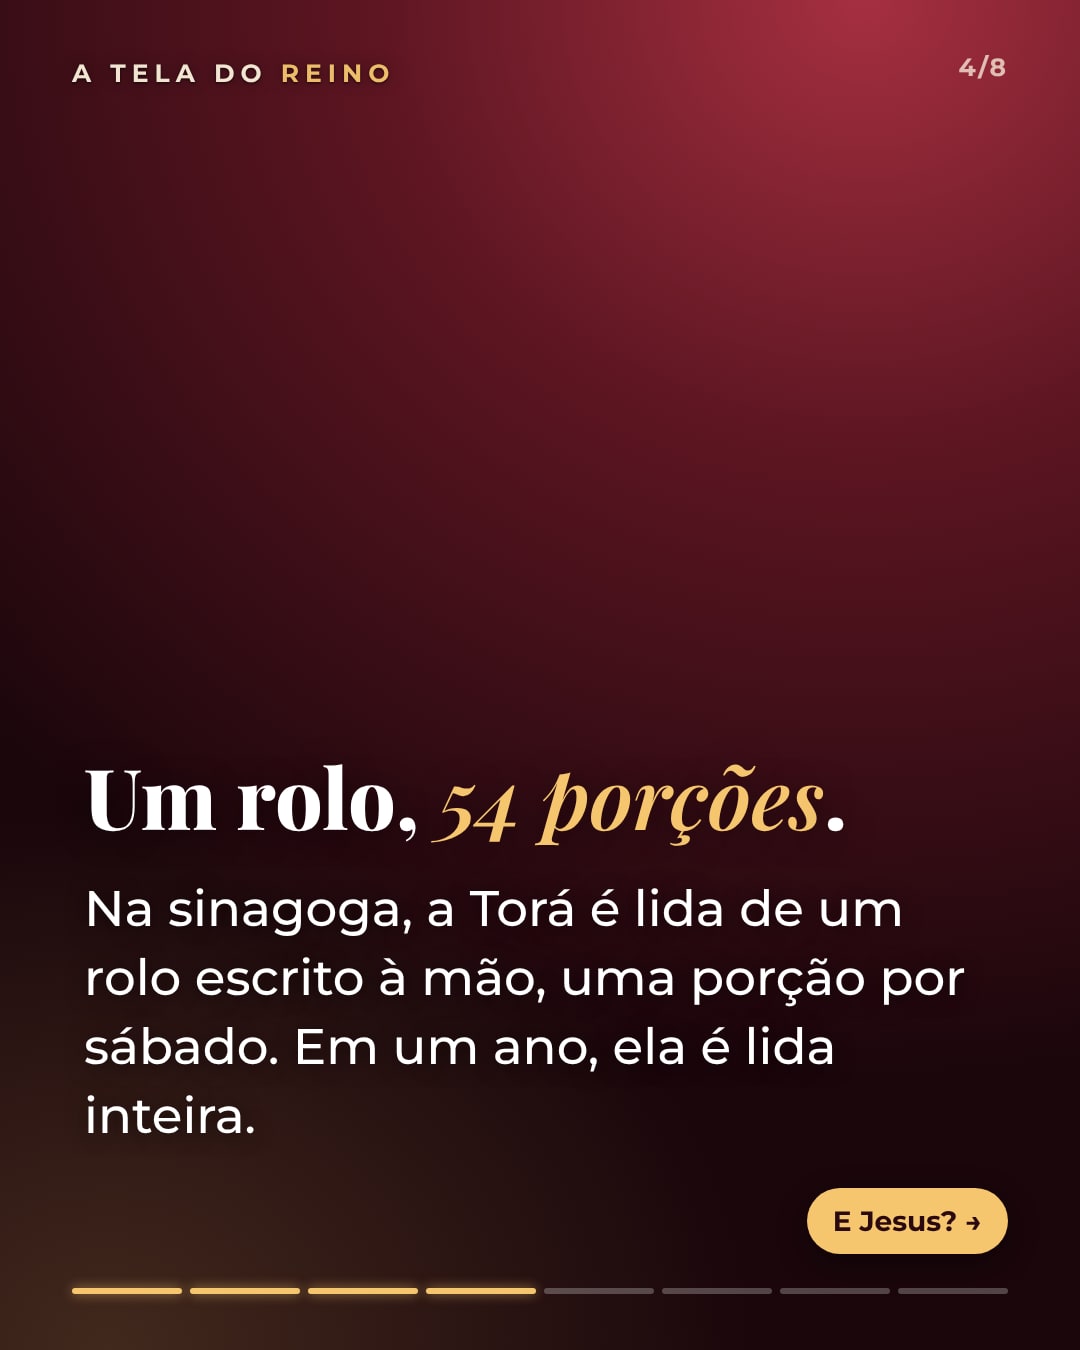 A TELA DO REINO
4/8
Um rolo, 54 porções.
Na sinagoga, a Torá é lida de um
rolo escrito à mão, uma porção por
sábado. Em um ano, ela é lida
inteira.
E Jesus? →